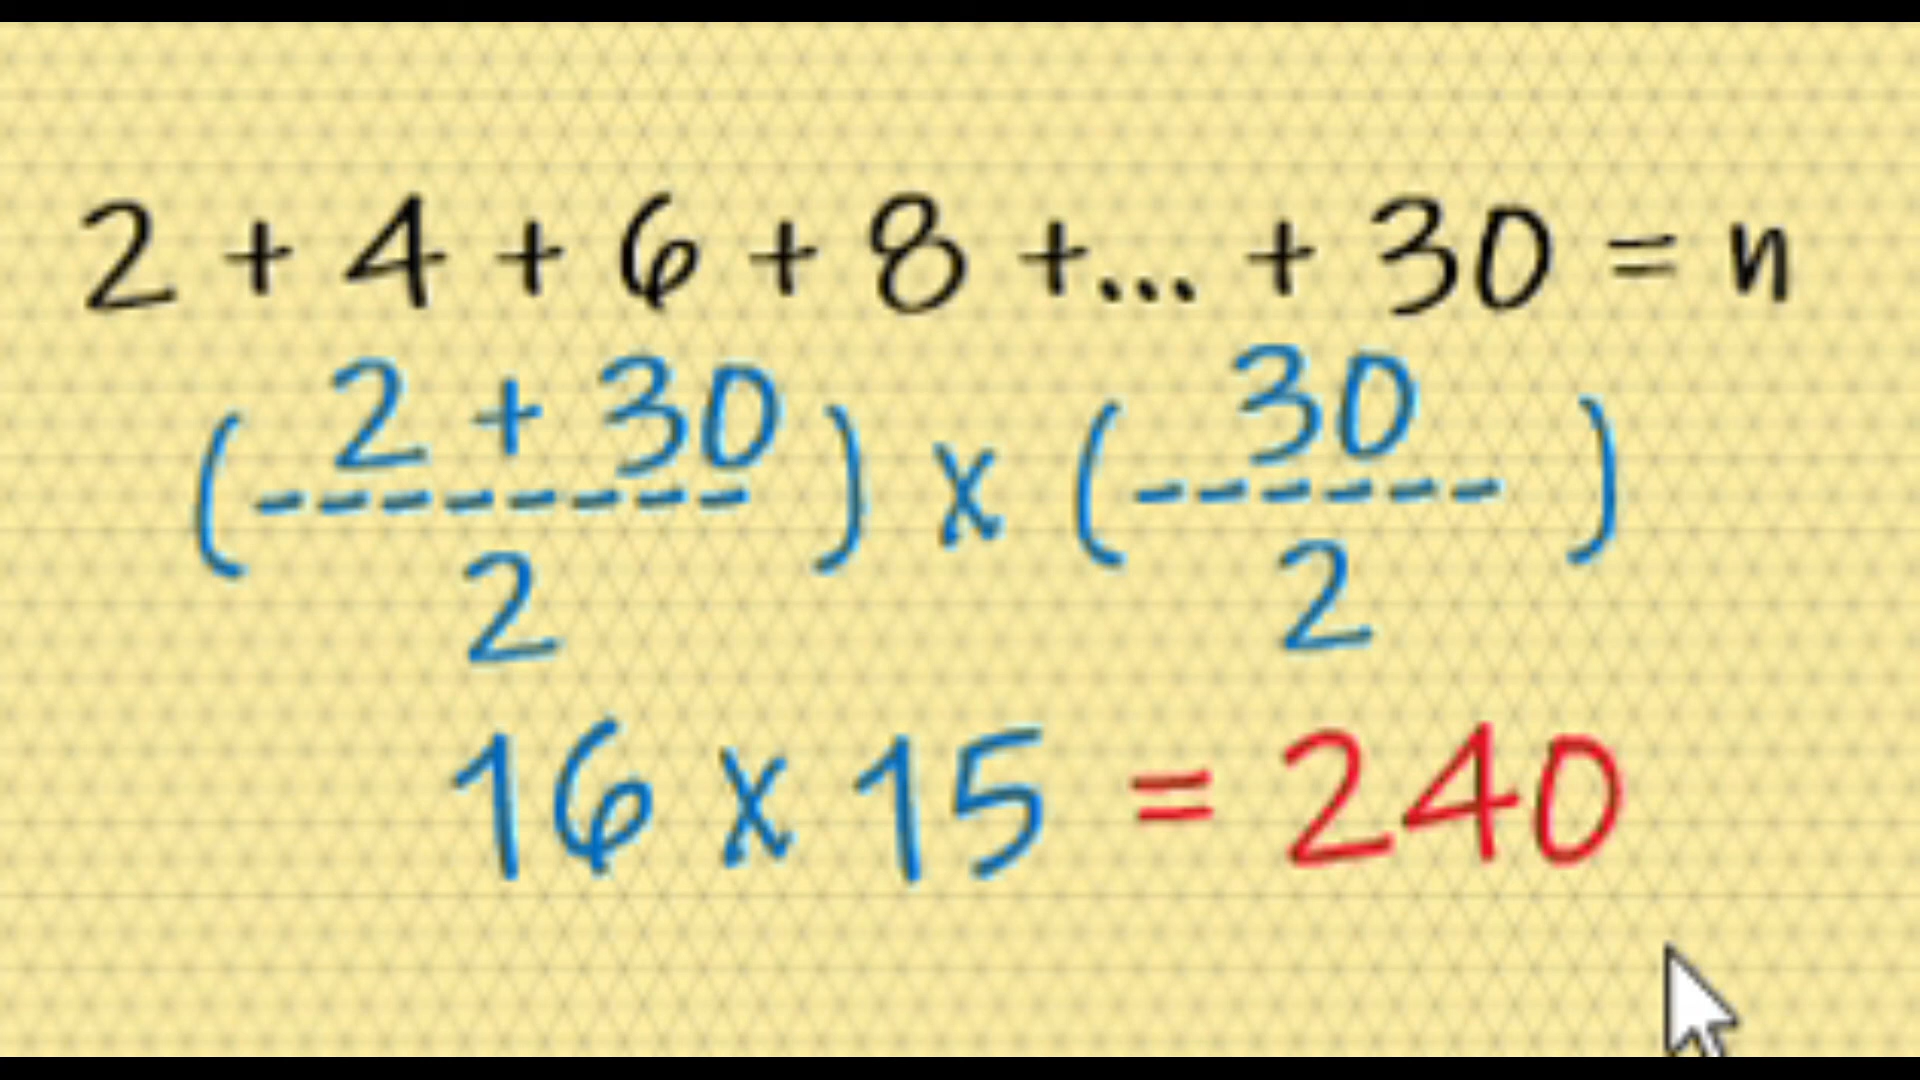 2 + 4 + 6 + 8 +... + 30 = n
( 2 + 30 ) x ( 30 )
-------- ------
2 2
16 x 15 = 240